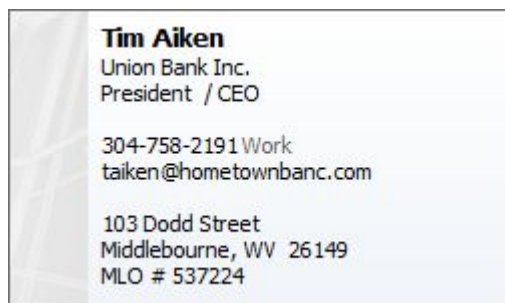 Tim Aiken
Union Bank Inc.
President / CEO
304-758-2191 Work
taiken@hometownbanc.com
103 Dodd Street
Middlebourne, WV 26149
MLO # 537224